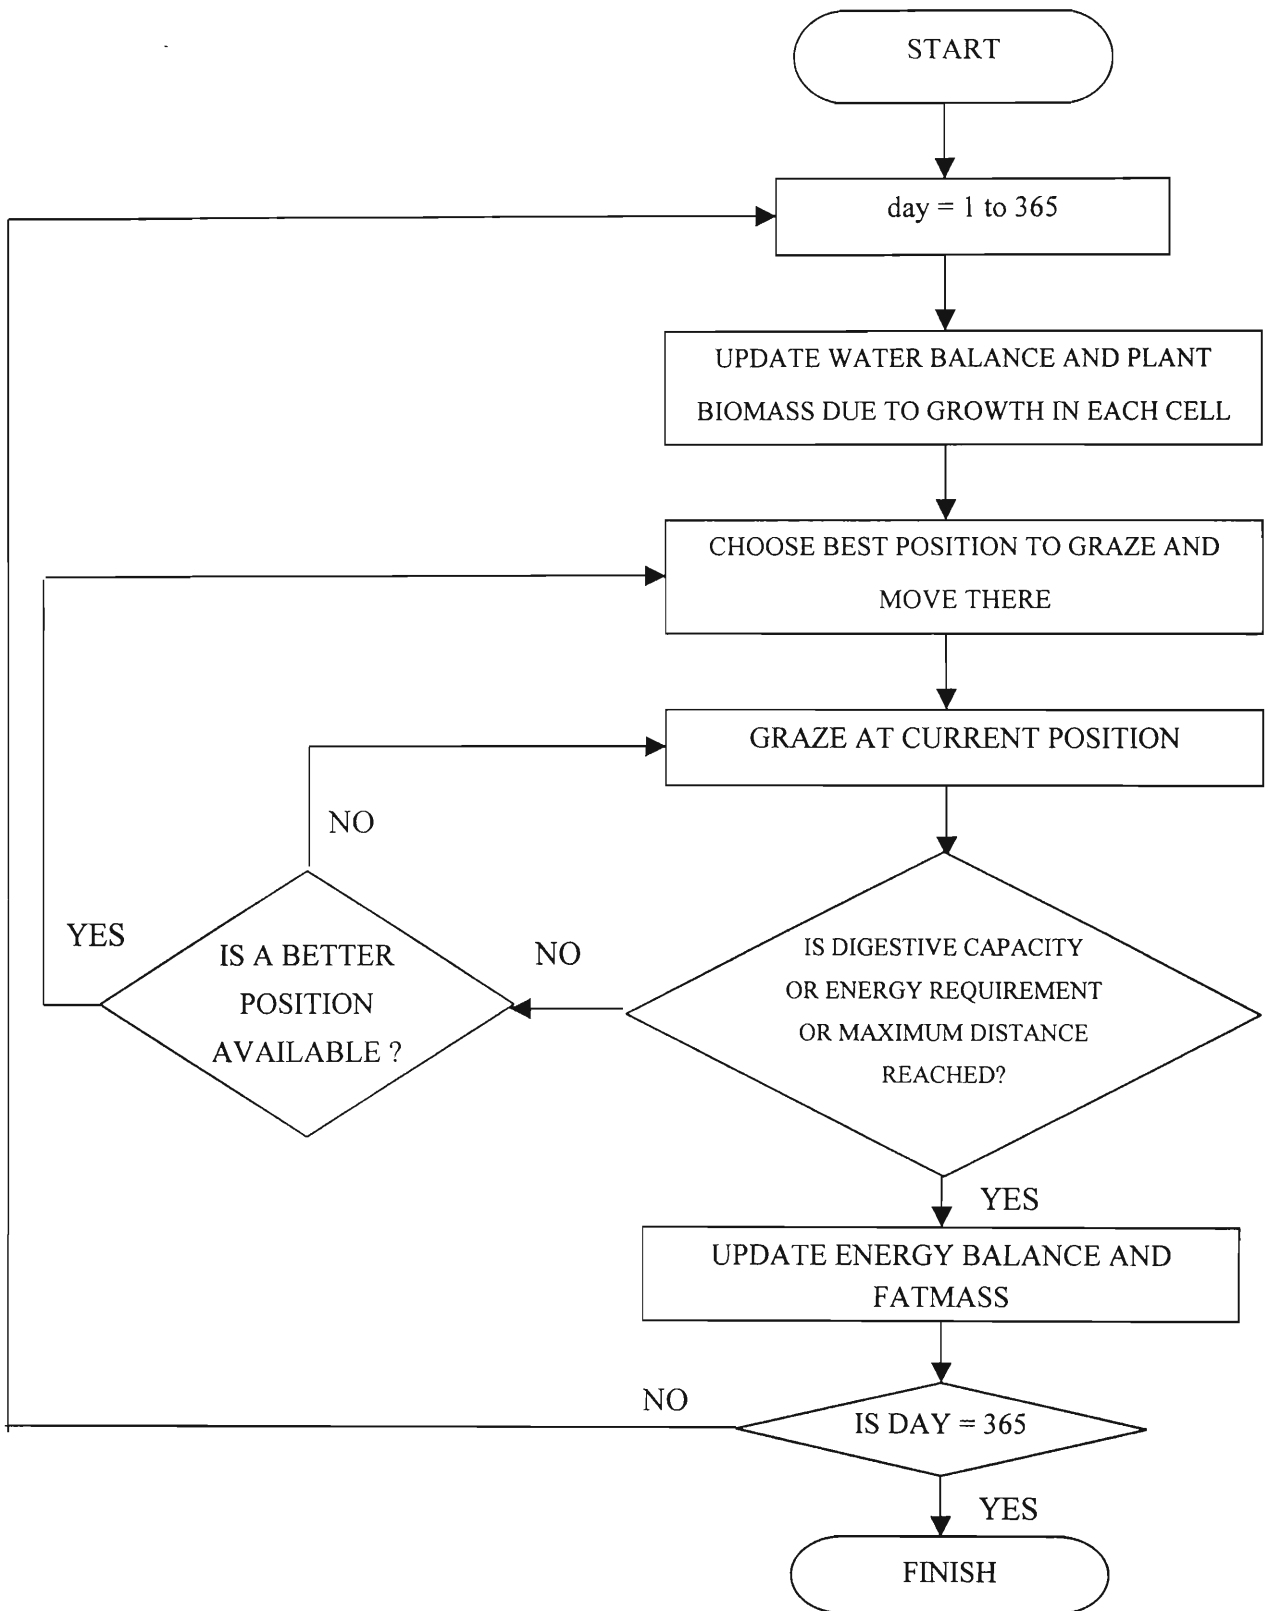 START
day = 1 to 365
UPDATE WATER BALANCE AND PLANT
BIOMASS DUE TO GROWTH IN EACH CELL
CHOOSE BEST POSITION TO GRAZE AND
MOVE THERE
GRAZE AT CURRENT POSITION
NO
YES
IS A BETTER
POSITION
AVAILABLE ?
NO
IS DIGESTIVE CAPACITY
OR ENERGY REQUIREMENT
OR MAXIMUM DISTANCE
REACHED?
YES
UPDATE ENERGY BALANCE AND
FATMASS
NO
IS DAY = 365
YES
FINISH